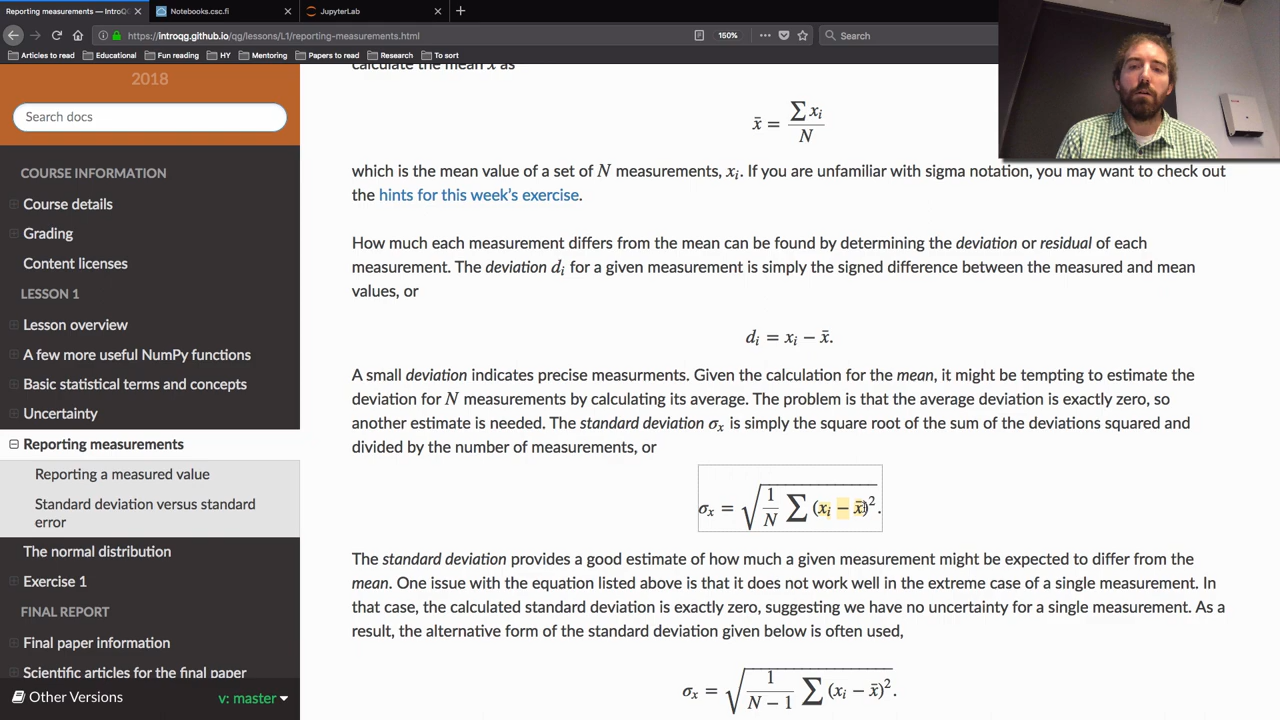 Reporting measurements — IntroQG
Notebooks.csc.fi
JupyterLab
https://introqg.github.io/qg/lessons/L1/reporting-measurements.html
150%
Search
Articles to read
Educational
Fun reading
HY
Mentoring
Papers to read
Research
To sort
2018
Search docs
COURSE INFORMATION
Course details
Grading
Content licenses
LESSON 1
Lesson overview
A few more useful NumPy functions
Basic statistical terms and concepts
Uncertainty
Reporting measurements
Reporting a measured value
Standard deviation versus standard
error
The normal distribution
Exercise 1
FINAL REPORT
Final paper information
Scientific articles for the final paper
Other Versions
v: master
calculate the mean x̄ as
x̄ = ∑ xᵢ / N
which is the mean value of a set of N measurements, xᵢ. If you are unfamiliar with sigma notation, you may want to check out
the hints for this week's exercise.
How much each measurement differs from the mean can be found by determining the deviation or residual of each
measurement. The deviation dᵢ for a given measurement is simply the signed difference between the measured and mean
values, or
dᵢ = xᵢ − x̄.
A small deviation indicates precise measurments. Given the calculation for the mean, it might be tempting to estimate the
deviation for N measurements by calculating its average. The problem is that the average deviation is exactly zero, so
another estimate is needed. The standard deviation σₓ is simply the square root of the sum of the deviations squared and
divided by the number of measurements, or
σₓ = √(1/N ∑ (xᵢ − x̄)²).
The standard deviation provides a good estimate of how much a given measurement might be expected to differ from the
mean. One issue with the equation listed above is that it does not work well in the extreme case of a single measurement. In
that case, the calculated standard deviation is exactly zero, suggesting we have no uncertainty for a single measurement. As a
result, the alternative form of the standard deviation given below is often used,
σₓ = √(1/(N − 1) ∑ (xᵢ − x̄)²).